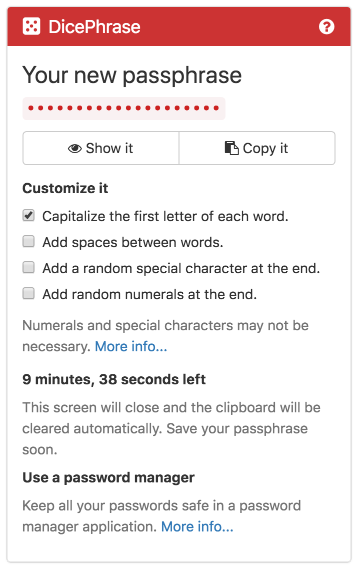 DicePhrase
Your new passphrase
Show it
Copy it
Customize it
Capitalize the first letter of each word.
Add spaces between words.
Add a random special character at the end.
Add random numerals at the end.
Numerals and special characters may not be
necessary. More info...
9 minutes, 38 seconds left
This screen will close and the clipboard will be
cleared automatically. Save your passphrase
soon.
Use a password manager
Keep all your passwords safe in a password
manager application. More info...